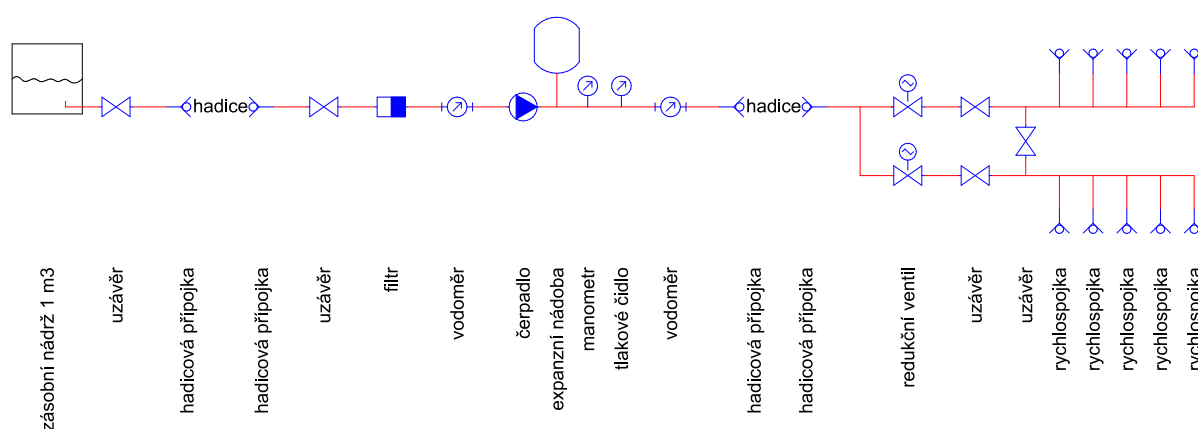 hadice
hadice
zásobní nádrž 1 m3
uzávěr
hadicová přípojka
hadicová přípojka
uzávěr
filtr
vodoměr
čerpadlo
expanzní nádoba
manometr
tlakové čidlo
vodoměr
hadicová přípojka
hadicová přípojka
redukční ventil
uzávěr
uzávěr
rychlospojka
rychlospojka
rychlospojka
rychlospojka
rychlospojka